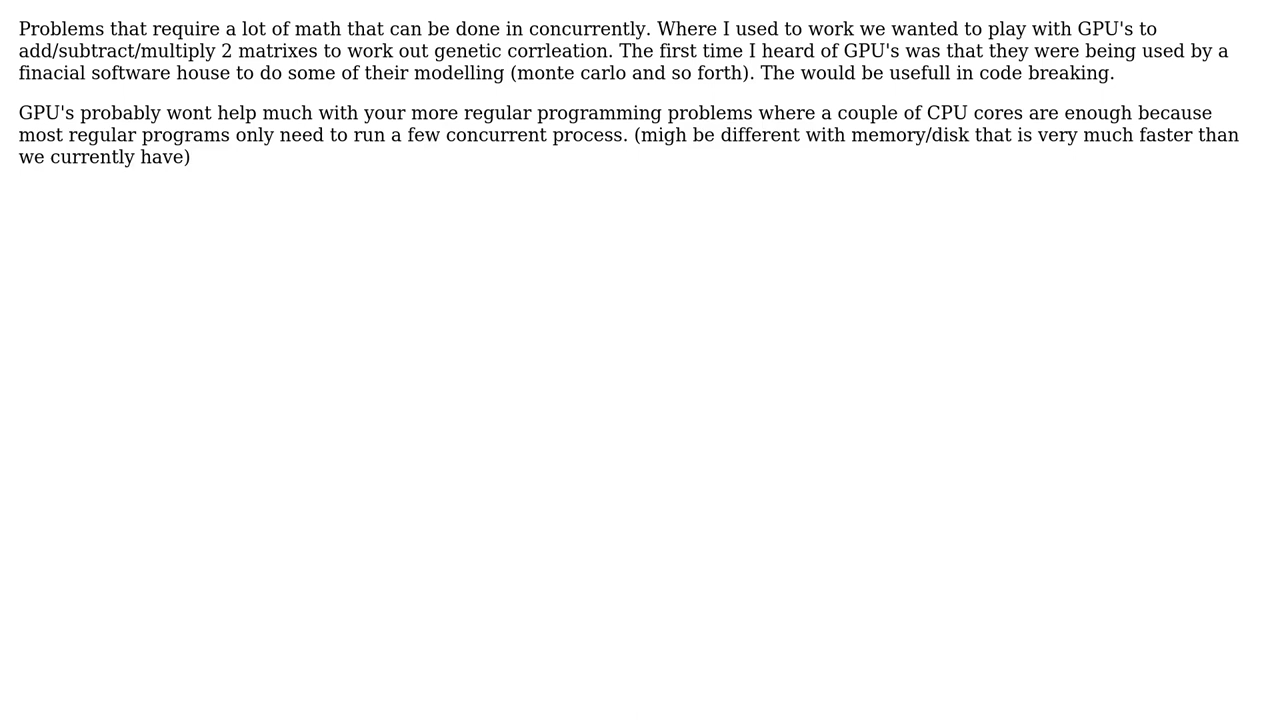 Problems that require a lot of math that can be done in concurrently. Where I used to work we wanted to play with GPU's to
add/subtract/multiply 2 matrixes to work out genetic corrleation. The first time I heard of GPU's was that they were being used by a
finacial software house to do some of their modelling (monte carlo and so forth). The would be usefull in code breaking.
GPU's probably wont help much with your more regular programming problems where a couple of CPU cores are enough because
most regular programs only need to run a few concurrent process. (migh be different with memory/disk that is very much faster than
we currently have)